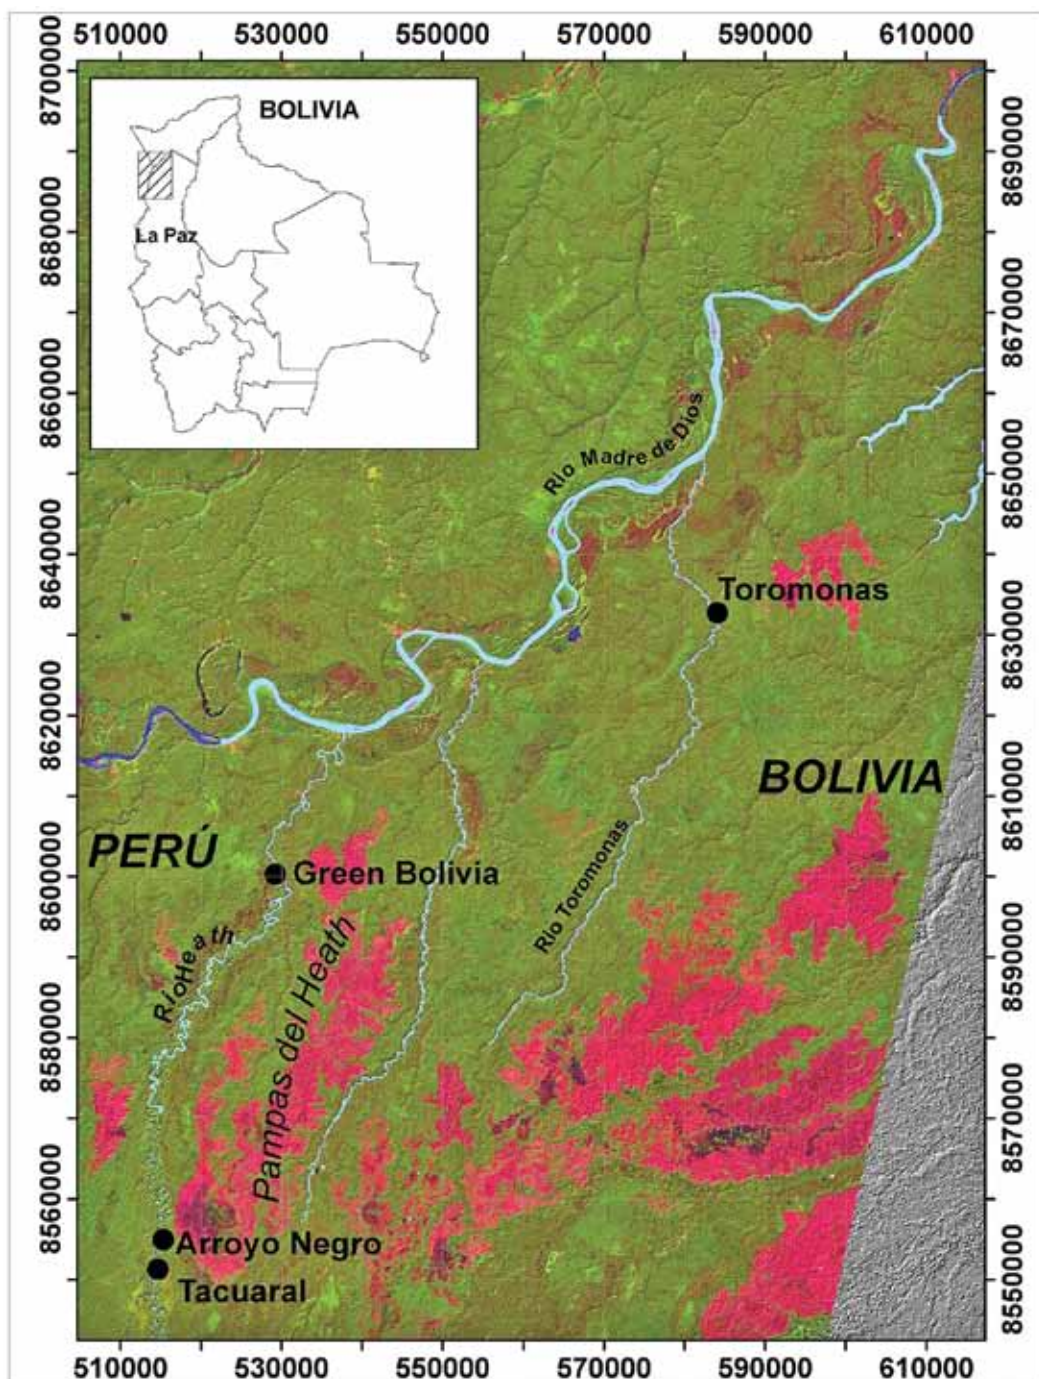 510000 530000 550000 570000 590000 610000
8700000
8680000
8660000
8640000
8620000
8600000
8580000
8560000
BOLIVIA
La Paz
Río Madre de Dios
Toromonas
BOLIVIA
PERÚ
Green Bolivia
Río Heath
Pampas del Heath
Río Toromonas
Arroyo Negro
Tacuaral
8690000
8670000
8650000
8630000
8610000
8590000
8570000
8550000
510000 530000 550000 570000 590000 610000